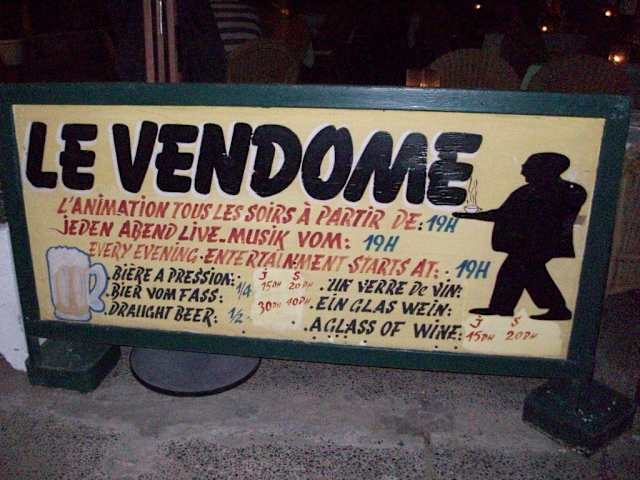 LE VENDOME
L'ANIMATION TOUS LES SOIRS À PARTIR DE: 19H
JEDEN ABEND LIVE-MUSIK VOM: 19H
EVERY EVENING-ENTERTAINMENT STARTS AT: 19H
J S
.BIÈRE A PRESSION: 1/4 15DH 20DH
.BIER VOM FASS:
.DRAUGHT BEER: 1/2 30DH 40DH
.UN VERRE De VIN:
.EIN GLAS WEIN:
.A GLASS OF WINE: J 15DH S 20DH